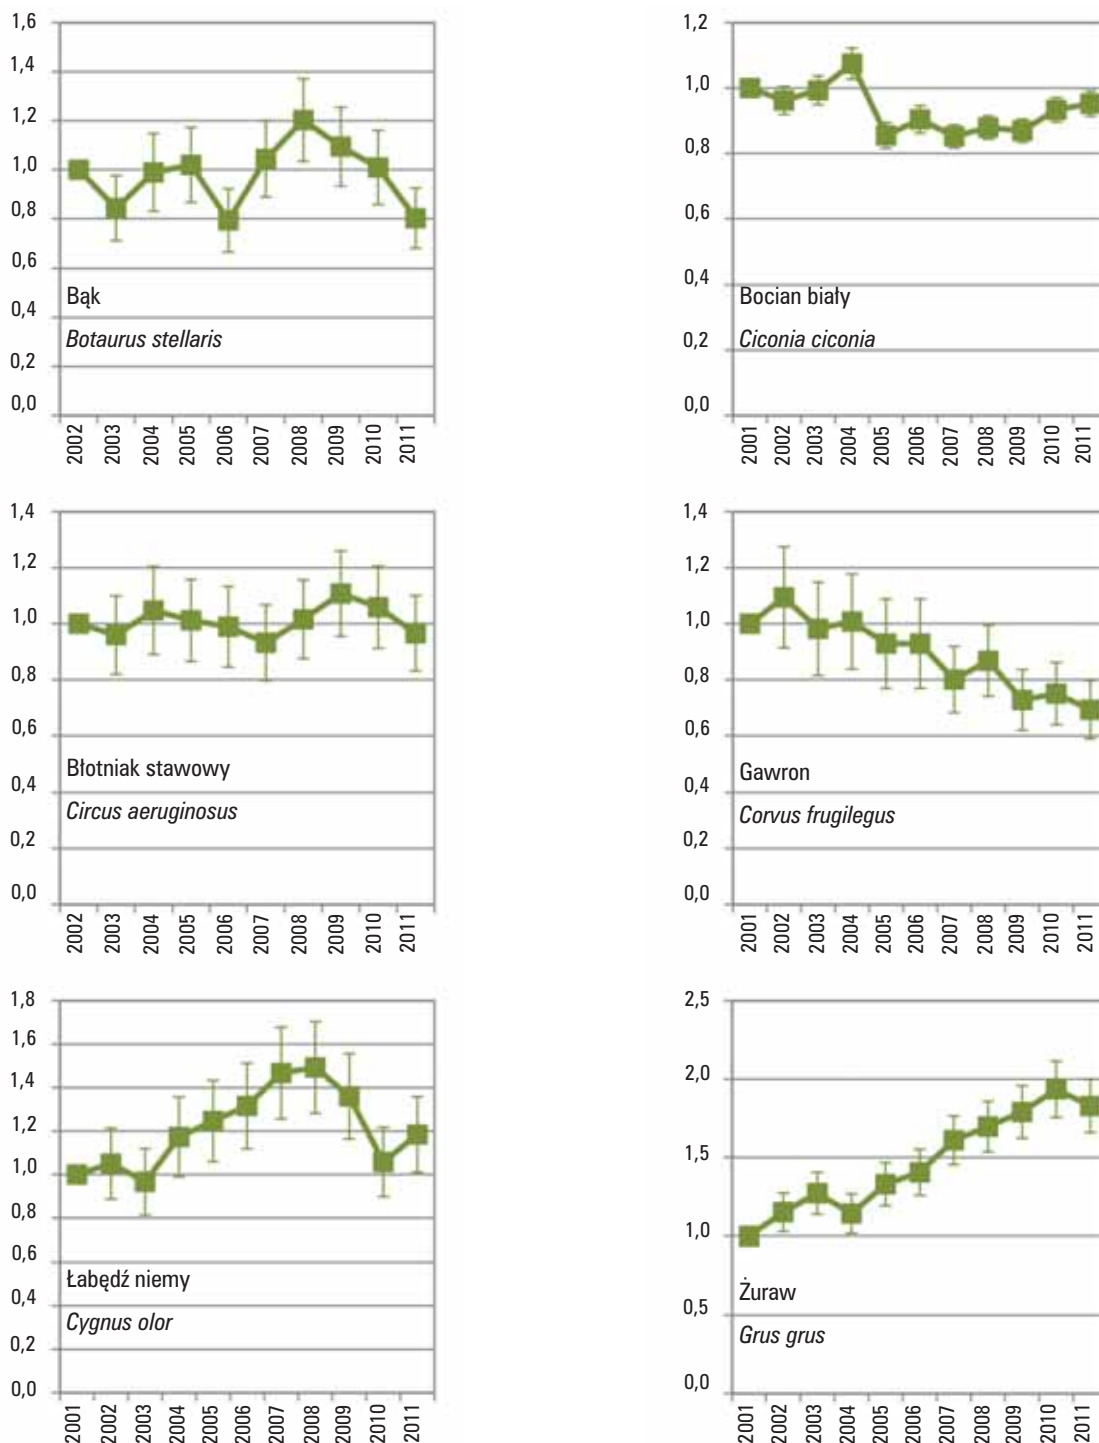 1,6
1,4
1,2
1,0
0,8
0,6
0,4
0,2
0,0
Bąk
Botaurus stellaris
2002 2003 2004 2005 2006 2007 2008 2009 2010 2011
1,2
1,0
0,8
0,6
0,4
0,2
0,0
Bocian biały
Ciconia ciconia
2001 2002 2003 2004 2005 2006 2007 2008 2009 2010 2011
1,4
1,2
1,0
0,8
0,6
0,4
0,2
0,0
Błotniak stawowy
Circus aeruginosus
2002 2003 2004 2005 2006 2007 2008 2009 2010 2011
1,4
1,2
1,0
0,8
0,6
0,4
0,2
0,0
Gawron
Corvus frugilegus
2001 2002 2003 2004 2005 2006 2007 2008 2009 2010 2011
1,8
1,6
1,4
1,2
1,0
0,8
0,6
0,4
0,2
0,0
Łabędź niemy
Cygnus olor
2001 2002 2003 2004 2005 2006 2007 2008 2009 2010 2011
2,5
2,0
1,5
1,0
0,5
0,0
Żuraw
Grus grus
2001 2002 2003 2004 2005 2006 2007 2008 2009 2010 2011